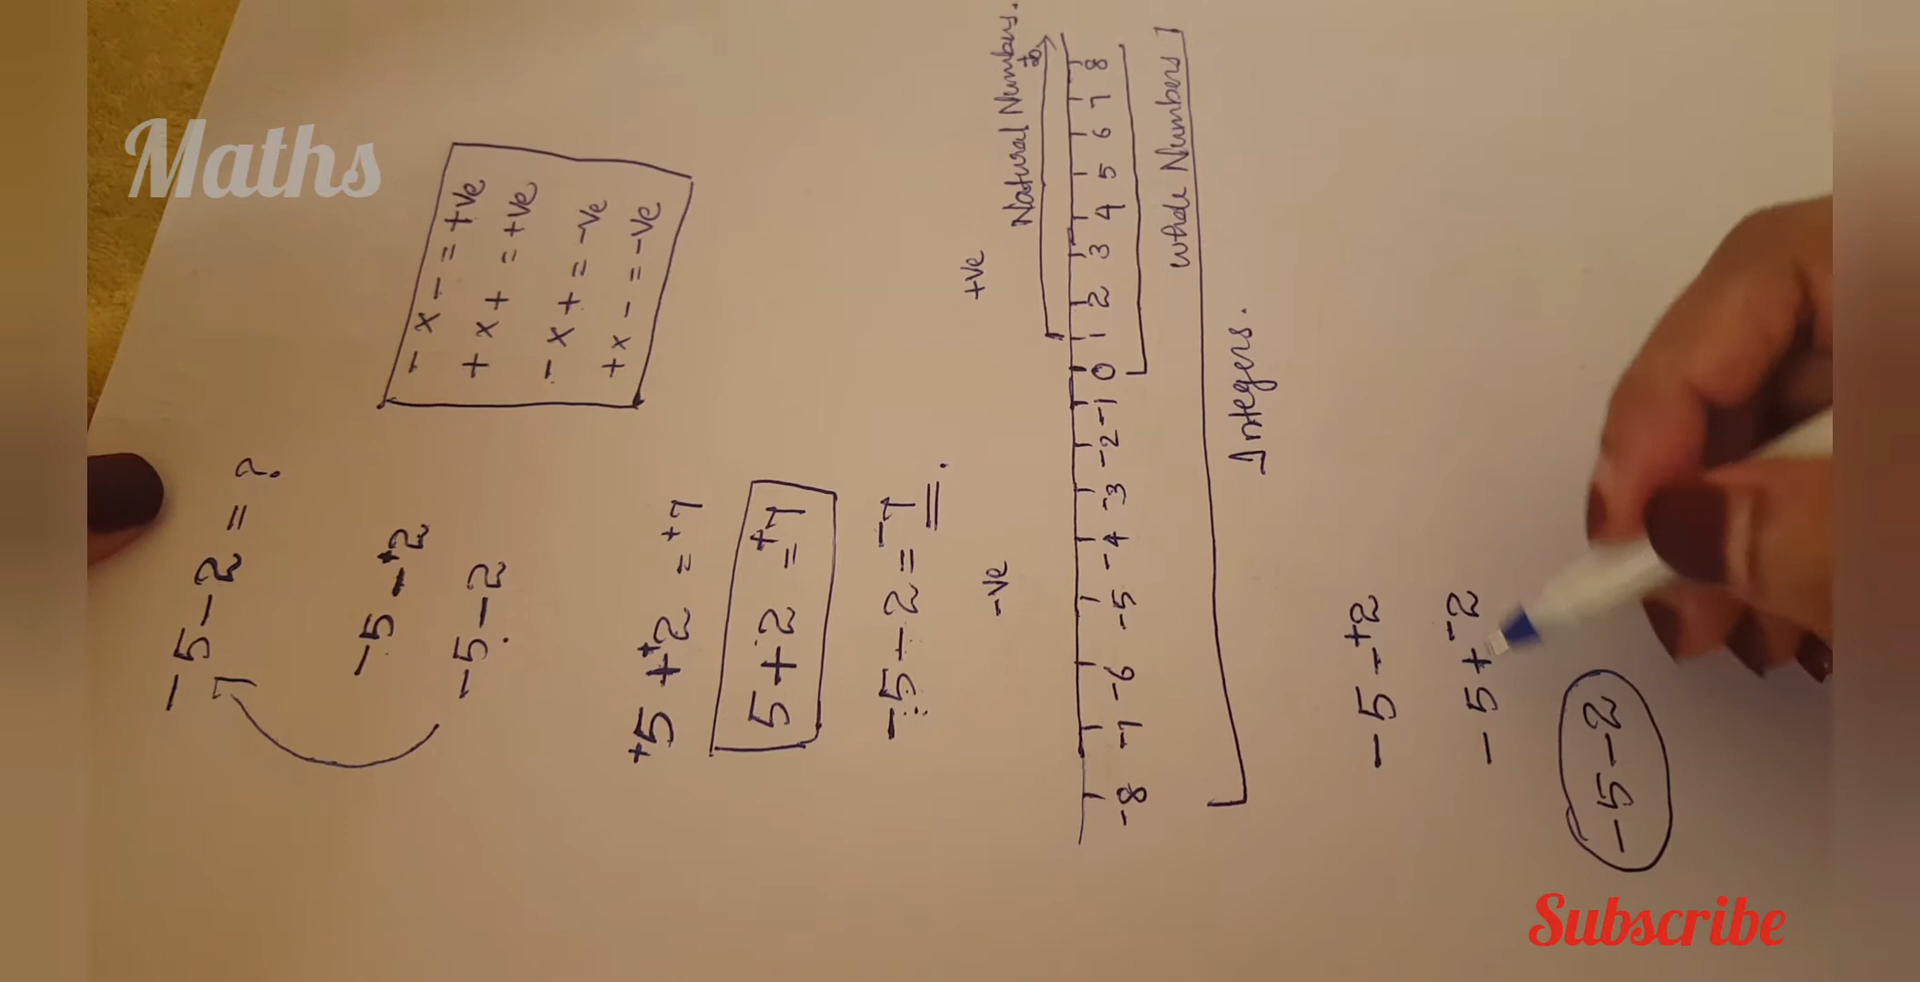 Maths
-5-2=?
-5-+2
-5-2
- x - = +ve
+ x + = +ve
- x + = -ve
+ x - = -ve
+5 + +2 = +7
5+2 = +7
-5-2=-7.
-ve +ve
Natural Numbers.
-8 -7 -6 -5 -4 -3 -2 -1 0 1 2 3 4 5 6 7 8
Whole Numbers
Integers.
-5-+2
-5+-2
-5-2
Subscribe